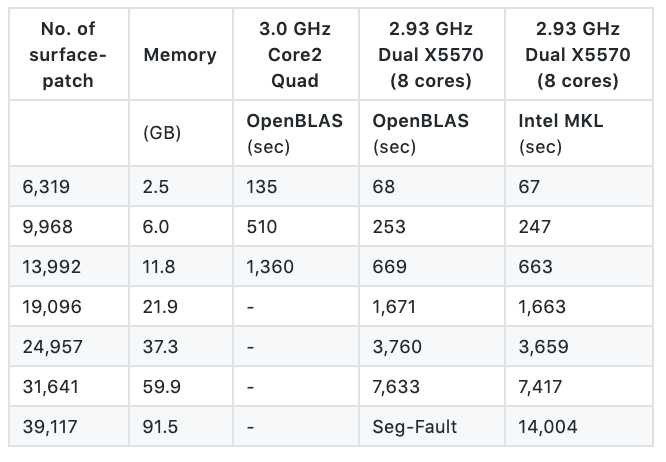 No. of surface-patch Memory 3.0 GHz Core2 Quad 2.93 GHz Dual X5570 (8 cores) 2.93 GHz Dual X5570 (8 cores)
(GB) OpenBLAS (sec) OpenBLAS (sec) Intel MKL (sec)
6,319 2.5 135 68 67
9,968 6.0 510 253 247
13,992 11.8 1,360 669 663
19,096 21.9 - 1,671 1,663
24,957 37.3 - 3,760 3,659
31,641 59.9 - 7,633 7,417
39,117 91.5 - Seg-Fault 14,004